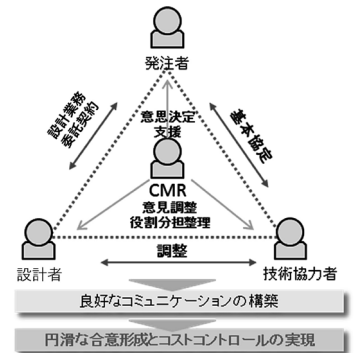 発注者
設計業務
委託契約
基本協定
意思決定
支援
CMR
意見調整
役割分担整理
調整
設計者
技術協力者
良好なコミュニケーションの構築
円滑な合意形成とコストコントロールの実現